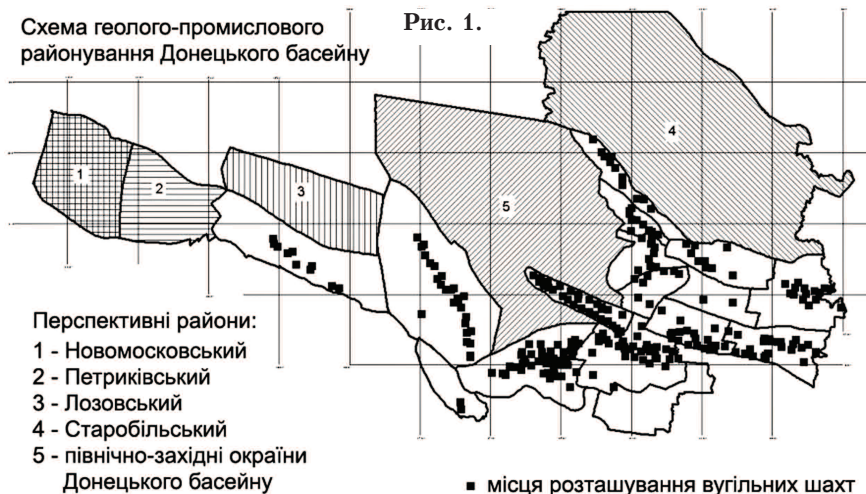 Рис. 1.
Схема геолого-промислового
районування Донецького басейну
1
2
3
4
5
Перспективні райони:
1 - Новомосковський
2 - Петриківський
3 - Лозовський
4 - Старобільський
5 - північно-західні окраїни
Донецького басейну
місця розташування вугільних шахт